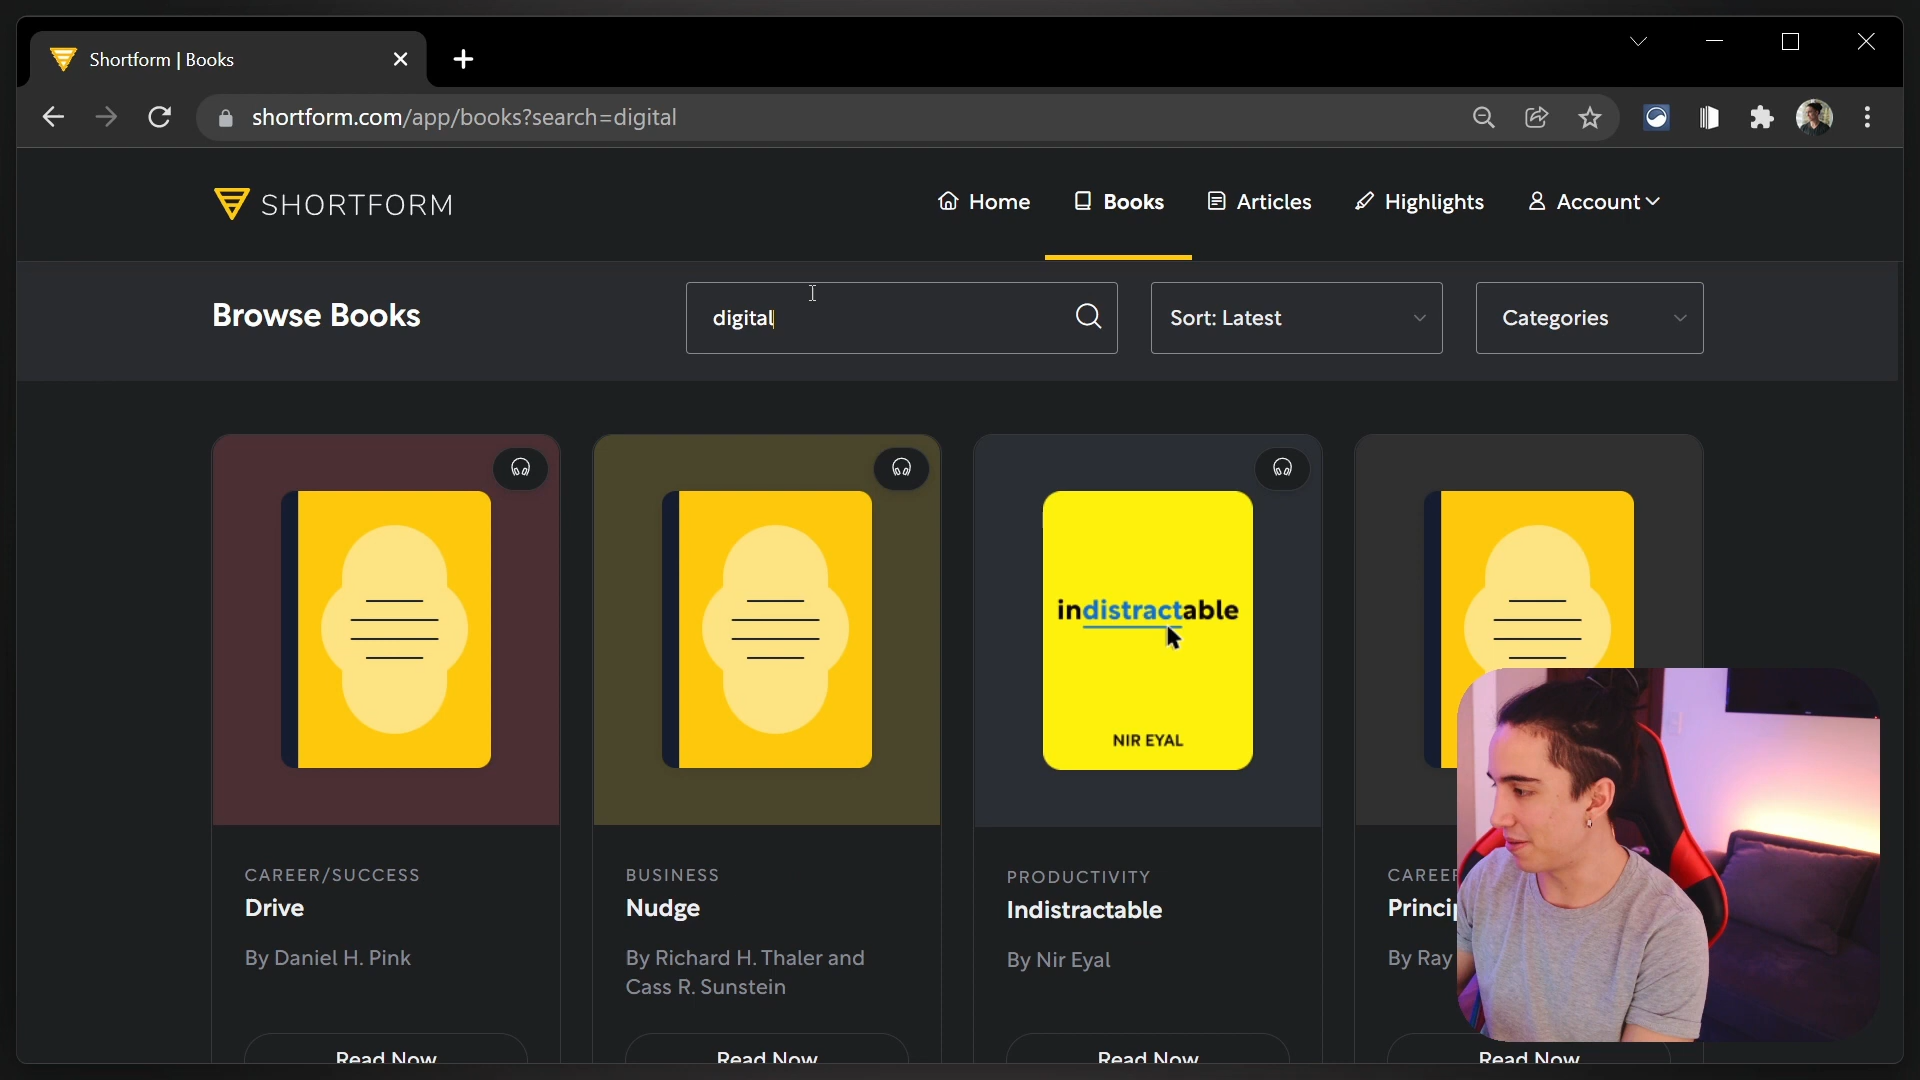 Shortform | Books
shortform.com/app/books?search=digital
SHORTFORM
Home
Books
Articles
Highlights
Account
Browse Books
digital
Sort: Latest
Categories
indistractable
NIR EYAL
CAREER/SUCCESS
Drive
By Daniel H. Pink
Read Now
BUSINESS
Nudge
By Richard H. Thaler and
Cass R. Sunstein
Read Now
PRODUCTIVITY
Indistractable
By Nir Eyal
Read Now
By Ray
Read Now